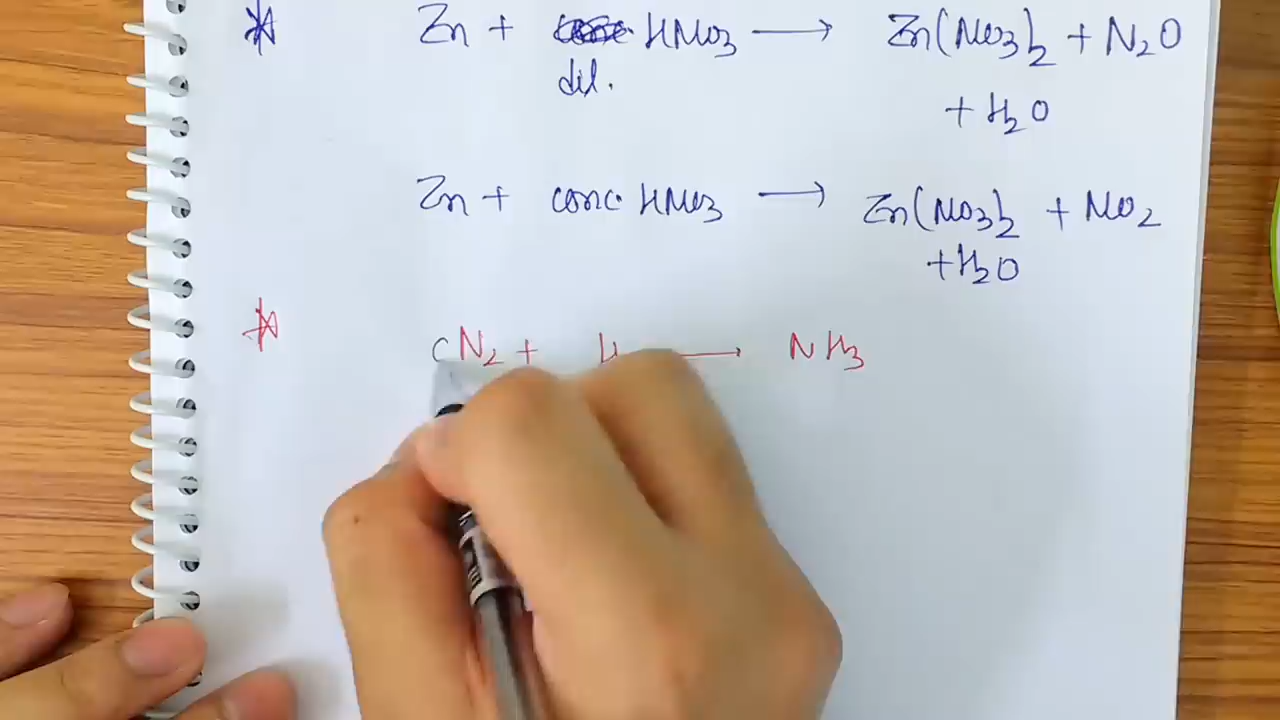 * Zn + HNO3 → Zn(NO3)2 + N2O
dil.
+ H2O
Zn + conc. HNO3 → Zn(NO3)2 + NO2
+ H2O
* N2 + H → NH3